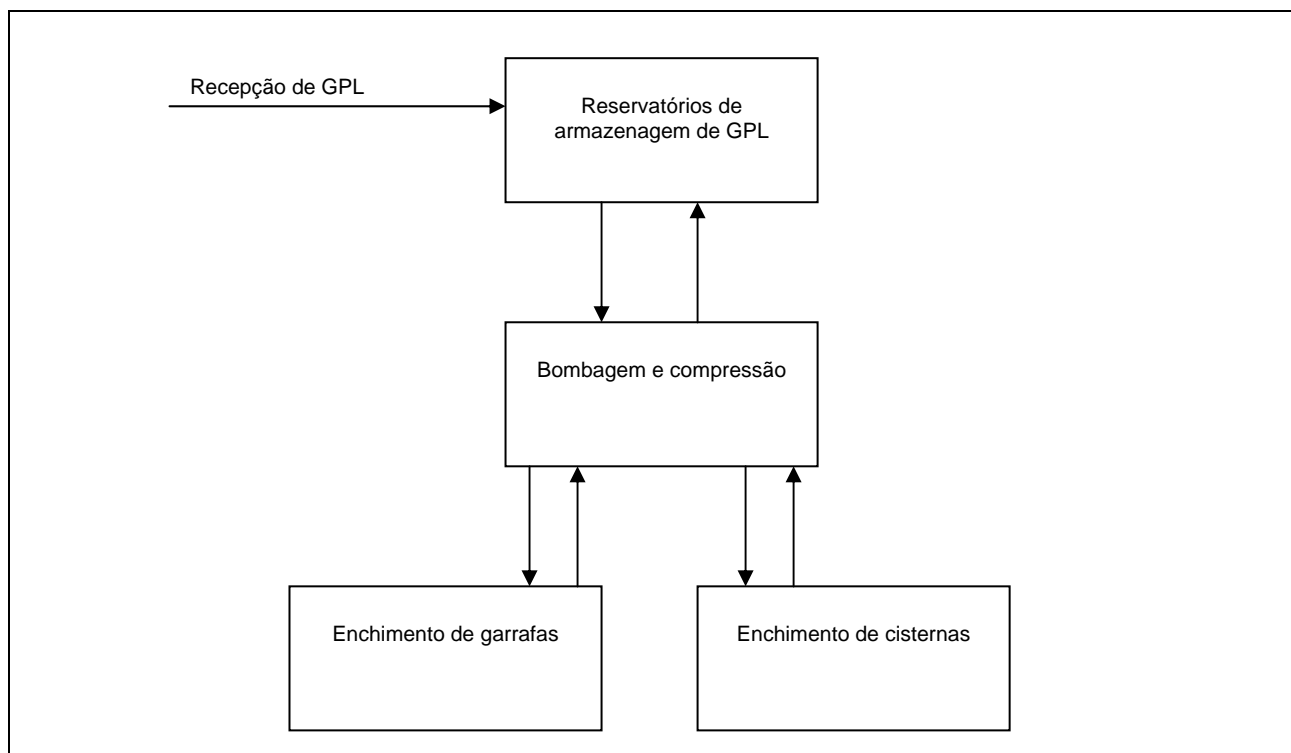 Recepção de GPL
Reservatórios de
armazenagem de GPL
Bombagem e compressão
Enchimento de garrafas
Enchimento de cisternas